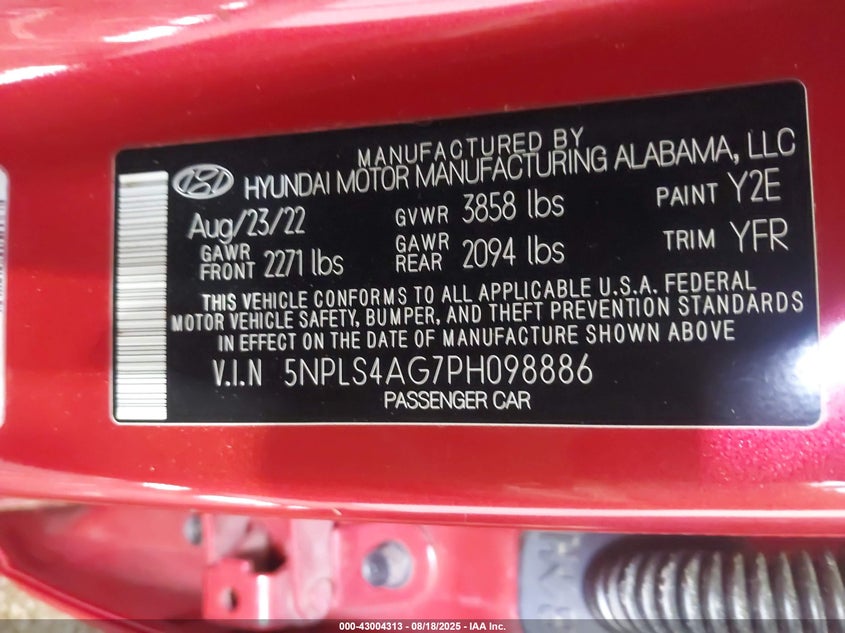 MANUFACTURED BY
HYUNDAI MOTOR MANUFACTURING ALABAMA, LLC
Aug/23/22 GVWR 3858 lbs PAINT Y2E
GAWR FRONT 2271 lbs GAWR REAR 2094 lbs TRIM YFR
THIS VEHICLE CONFORMS TO ALL APPLICABLE U.S.A. FEDERAL
MOTOR VEHICLE SAFETY, BUMPER, AND THEFT PREVENTION STANDARDS
IN EFFECT ON THE DATE OF MANUFACTURE SHOWN ABOVE
V.I.N 5NPLS4AG7PH098886
PASSENGER CAR
000-43004313 - 08/18/2025 - IAA Inc.